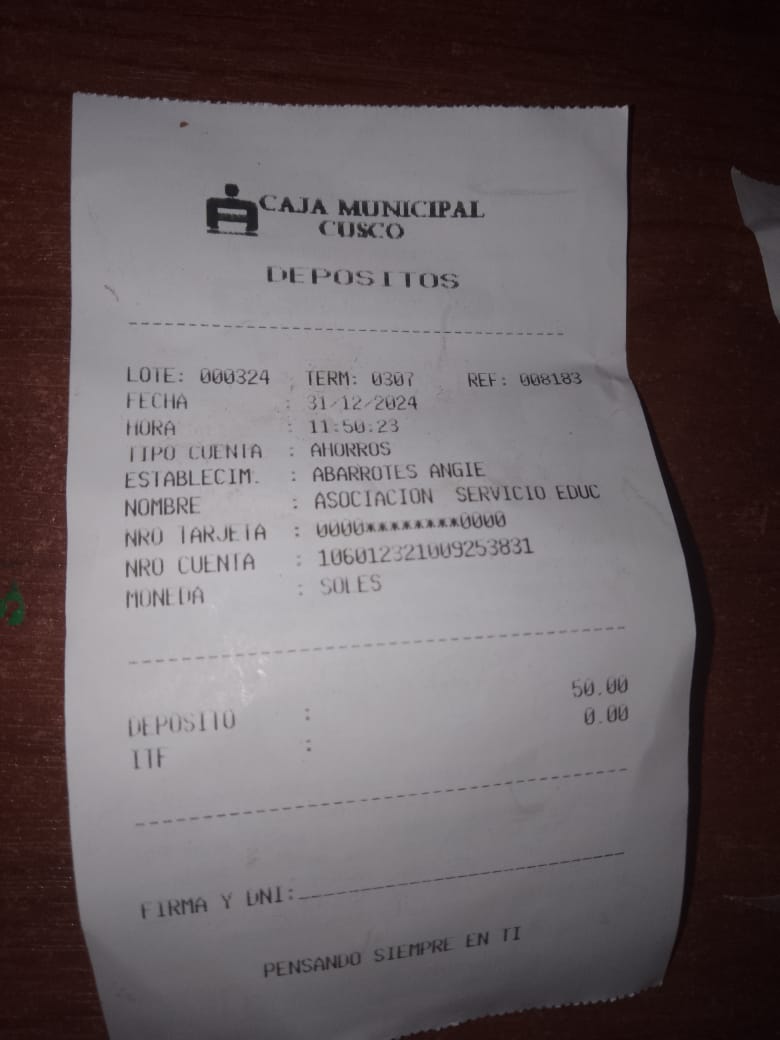 CAJA MUNICIPAL
CUSCO
DEPOSITOS
LOTE: 000324 TERM: 0307 REF: 008183
FECHA : 31/12/2024
HORA : 11:50:23
TIPO CUENTA : AHORROS
ESTABLECIM. : ABARROTES ANGIE
NOMBRE : ASOCIACION SERVICIO EDUC
NRO TARJETA : 0000********0000
NRO CUENTA : 106012321009253831
MONEDA : SOLES
DEPOSITO : 50.00
ITF : 0.00
FIRMA Y DNI:
PENSANDO SIEMPRE EN TI